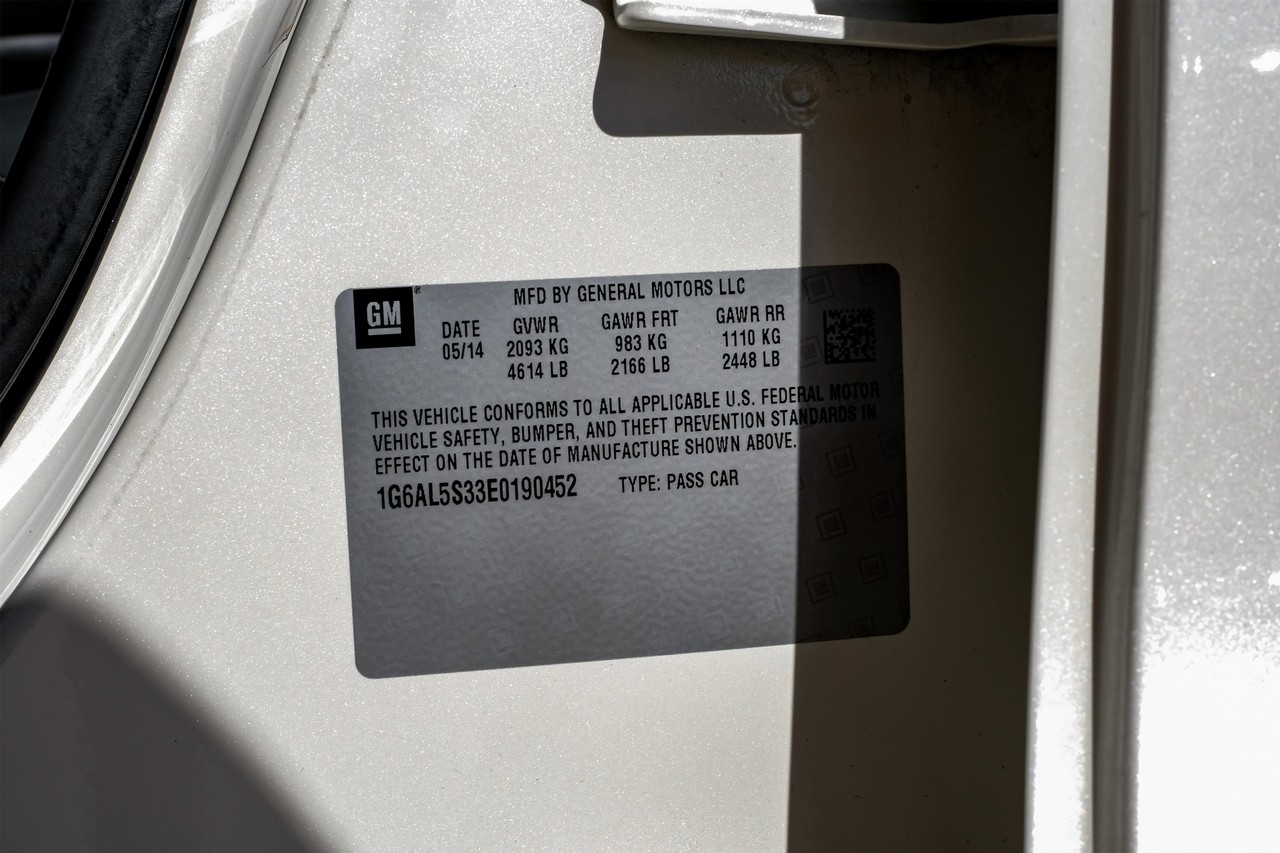 GM
MFD BY GENERAL MOTORS LLC
DATE GVWR GAWR FRT GAWR RR
05/14 2093 KG 983 KG 1110 KG
4614 LB 2166 LB 2448 LB
THIS VEHICLE CONFORMS TO ALL APPLICABLE U.S. FEDERAL MOTOR
VEHICLE SAFETY, BUMPER, AND THEFT PREVENTION STANDARDS IN
EFFECT ON THE DATE OF MANUFACTURE SHOWN ABOVE.
1G6AL5S33E0190452 TYPE: PASS CAR